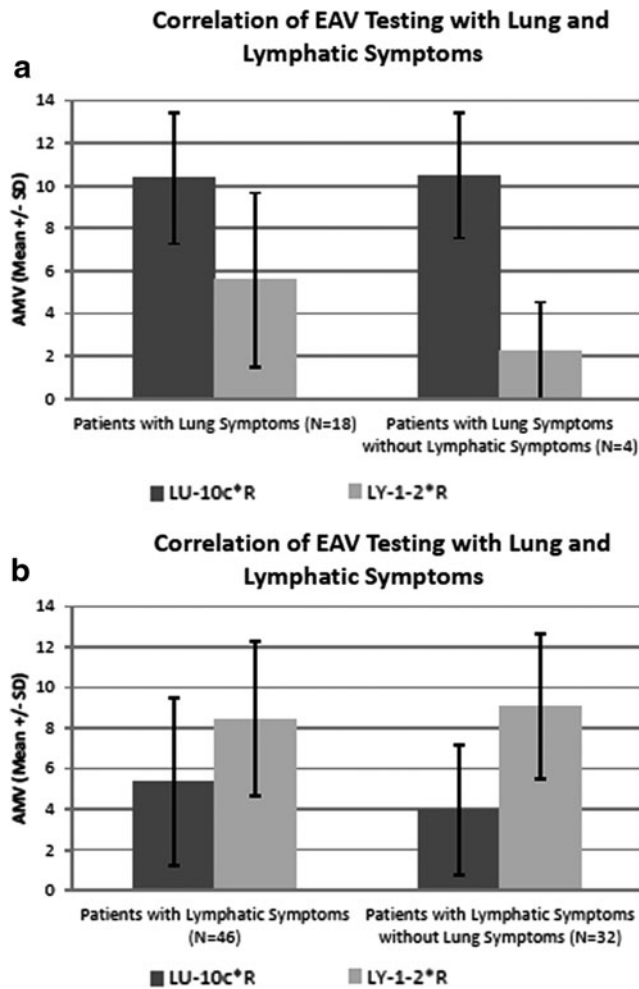 Correlation of EAV Testing with Lung and
Lymphatic Symptoms
a
14
12
10
8
6
4
2
0
AMV (Mean +/- SD)
Patients with Lung Symptoms (N=18)
Patients with Lung Symptoms
without Lymphatic Symptoms (N=4)
LU-10c*R LY-1-2*R
Correlation of EAV Testing with Lung and
Lymphatic Symptoms
b
14
12
10
8
6
4
2
0
AMV (Mean +/- SD)
Patients with Lymphatic Symptoms
(N=46)
Patients with Lymphatic Symptoms
without Lung Symptoms (N=32)
LU-10c*R LY-1-2*R